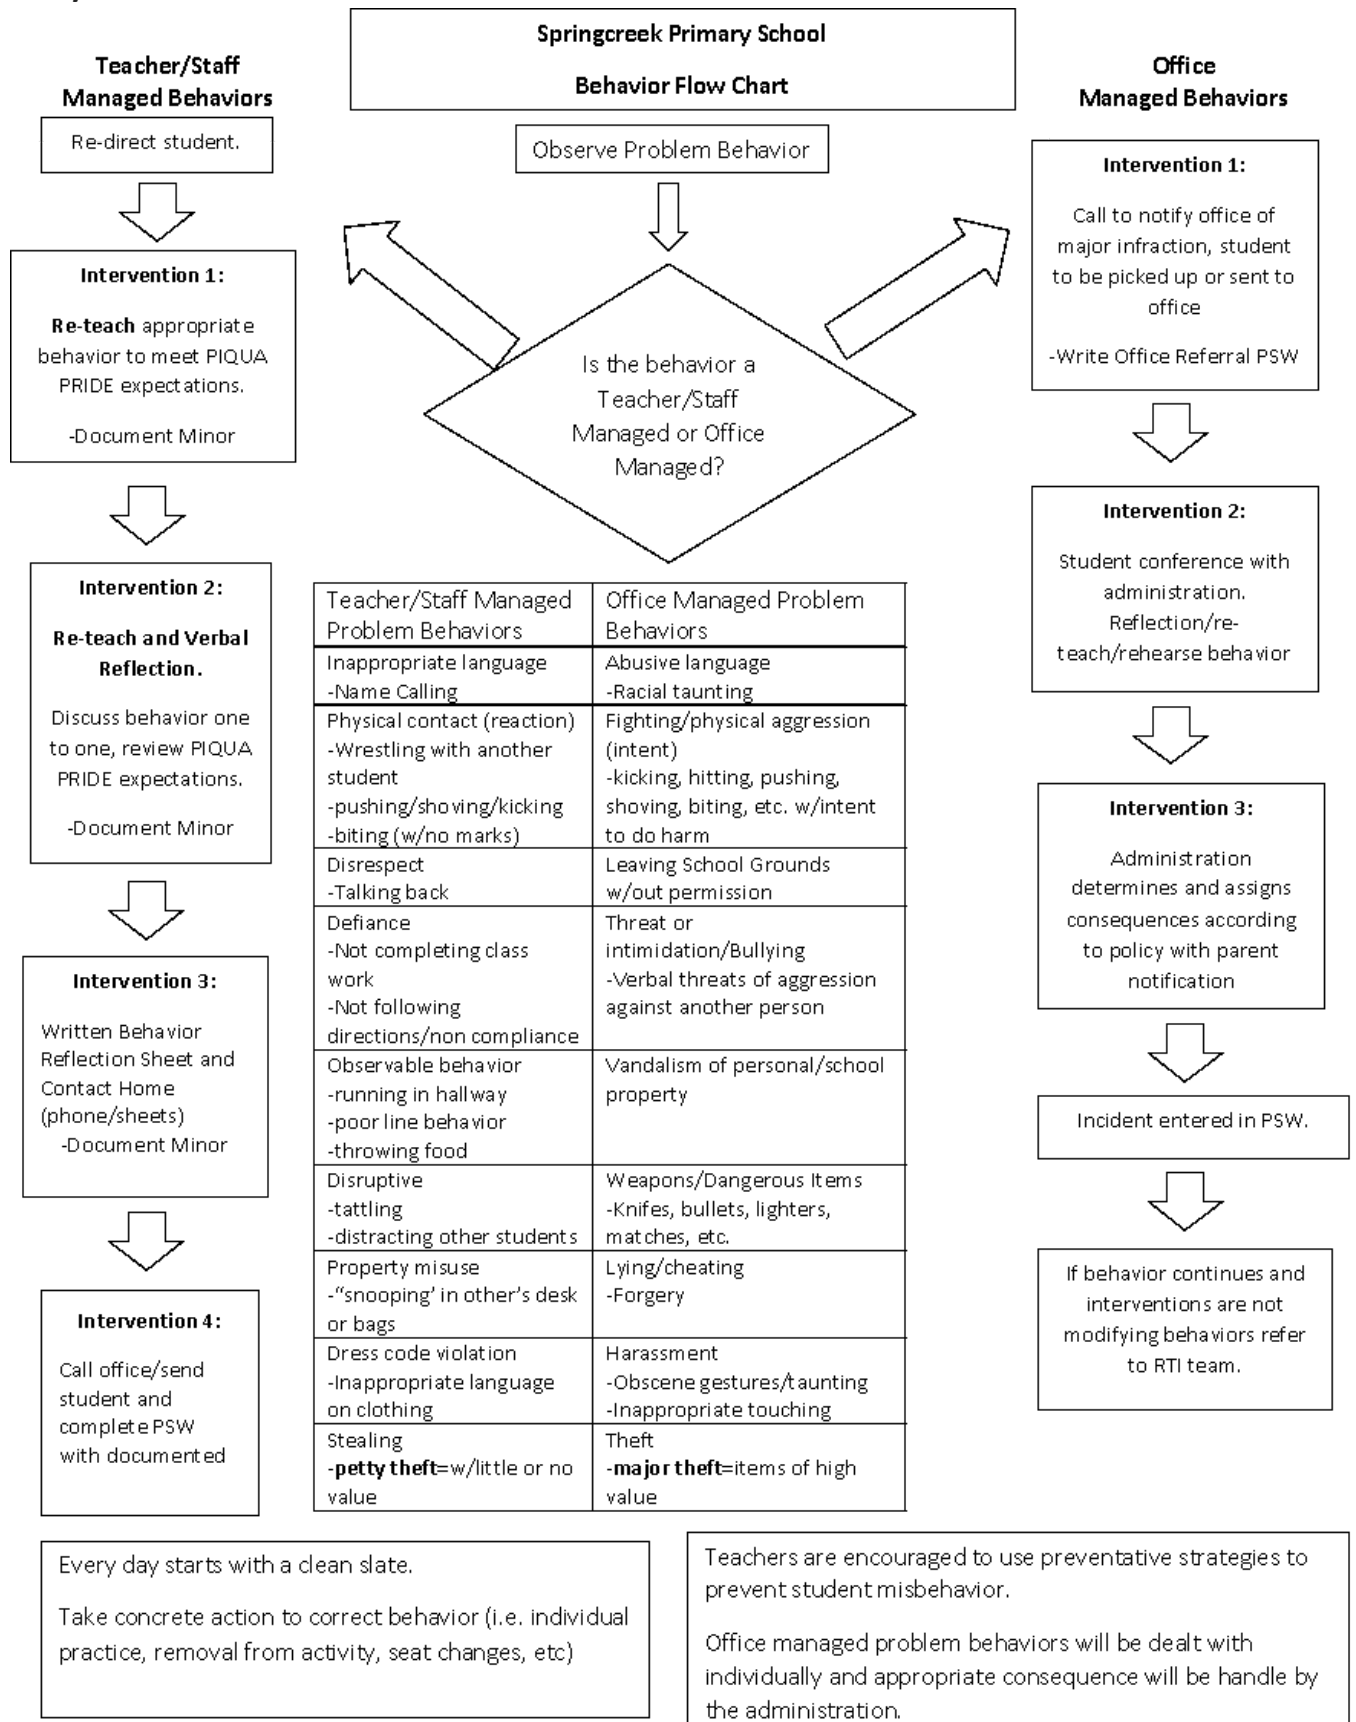 Springcreek Primary School
Behavior Flow Chart
Teacher/Staff
Managed Behaviors
Re-direct student.
Intervention 1:
Re-teach appropriate
behavior to meet PIQUA
PRIDE expectations.
-Document Minor
Intervention 2:
Re-teach and Verbal
Reflection.
Discuss behavior one
to one, review PIQUA
PRIDE expectations.
-Document Minor
Intervention 3:
Written Behavior
Reflection Sheet and
Contact Home
(phone/sheets)
-Document Minor
Intervention 4:
Call office/send
student and
complete PSW
with documented
Observe Problem Behavior
Is the behavior a
Teacher/Staff
Managed or Office
Managed?
Teacher/Staff Managed
Problem Behaviors
Office Managed Problem
Behaviors
Inappropriate language
-Name Calling
Abusive language
-Racial taunting
Physical contact (reaction)
-Wrestling with another
student
-pushing/shoving/kicking
-biting (w/no marks)
Fighting/physical aggression
(intent)
-kicking, hitting, pushing,
shoving, biting, etc. w/intent
to do harm
Disrespect
-Talking back
Leaving School Grounds
w/out permission
Defiance
-Not completing class
work
-Not following
directions/non compliance
Threat or
intimidation/Bullying
-Verbal threats of aggression
against another person
Observable behavior
-running in hallway
-poor line behavior
-throwing food
Vandalism of personal/school
property
Disruptive
-tattling
-distracting other students
Weapons/Dangerous Items
-Knifes, bullets, lighters,
matches, etc.
Property misuse
-"snooping' in other's desk
or bags
Lying/cheating
-Forgery
Dress code violation
-Inappropriate language
on clothing
Harassment
-Obscene gestures/taunting
-Inappropriate touching
Stealing
-petty theft=w/little or no
value
Theft
-major theft=items of high
value
Office
Managed Behaviors
Intervention 1:
Call to notify office of
major infraction, student
to be picked up or sent to
office
-Write Office Referral PSW
Intervention 2:
Student conference with
administration.
Reflection/re-
teach/rehearse behavior
Intervention 3:
Administration
determines and assigns
consequences according
to policy with parent
notification
Incident entered in PSW.
If behavior continues and
interventions are not
modifying behaviors refer
to RTI team.
Every day starts with a clean slate.
Take concrete action to correct behavior (i.e. individual
practice, removal from activity, seat changes, etc)
Teachers are encouraged to use preventative strategies to
prevent student misbehavior.
Office managed problem behaviors will be dealt with
individually and appropriate consequence will be handle by
the administration.